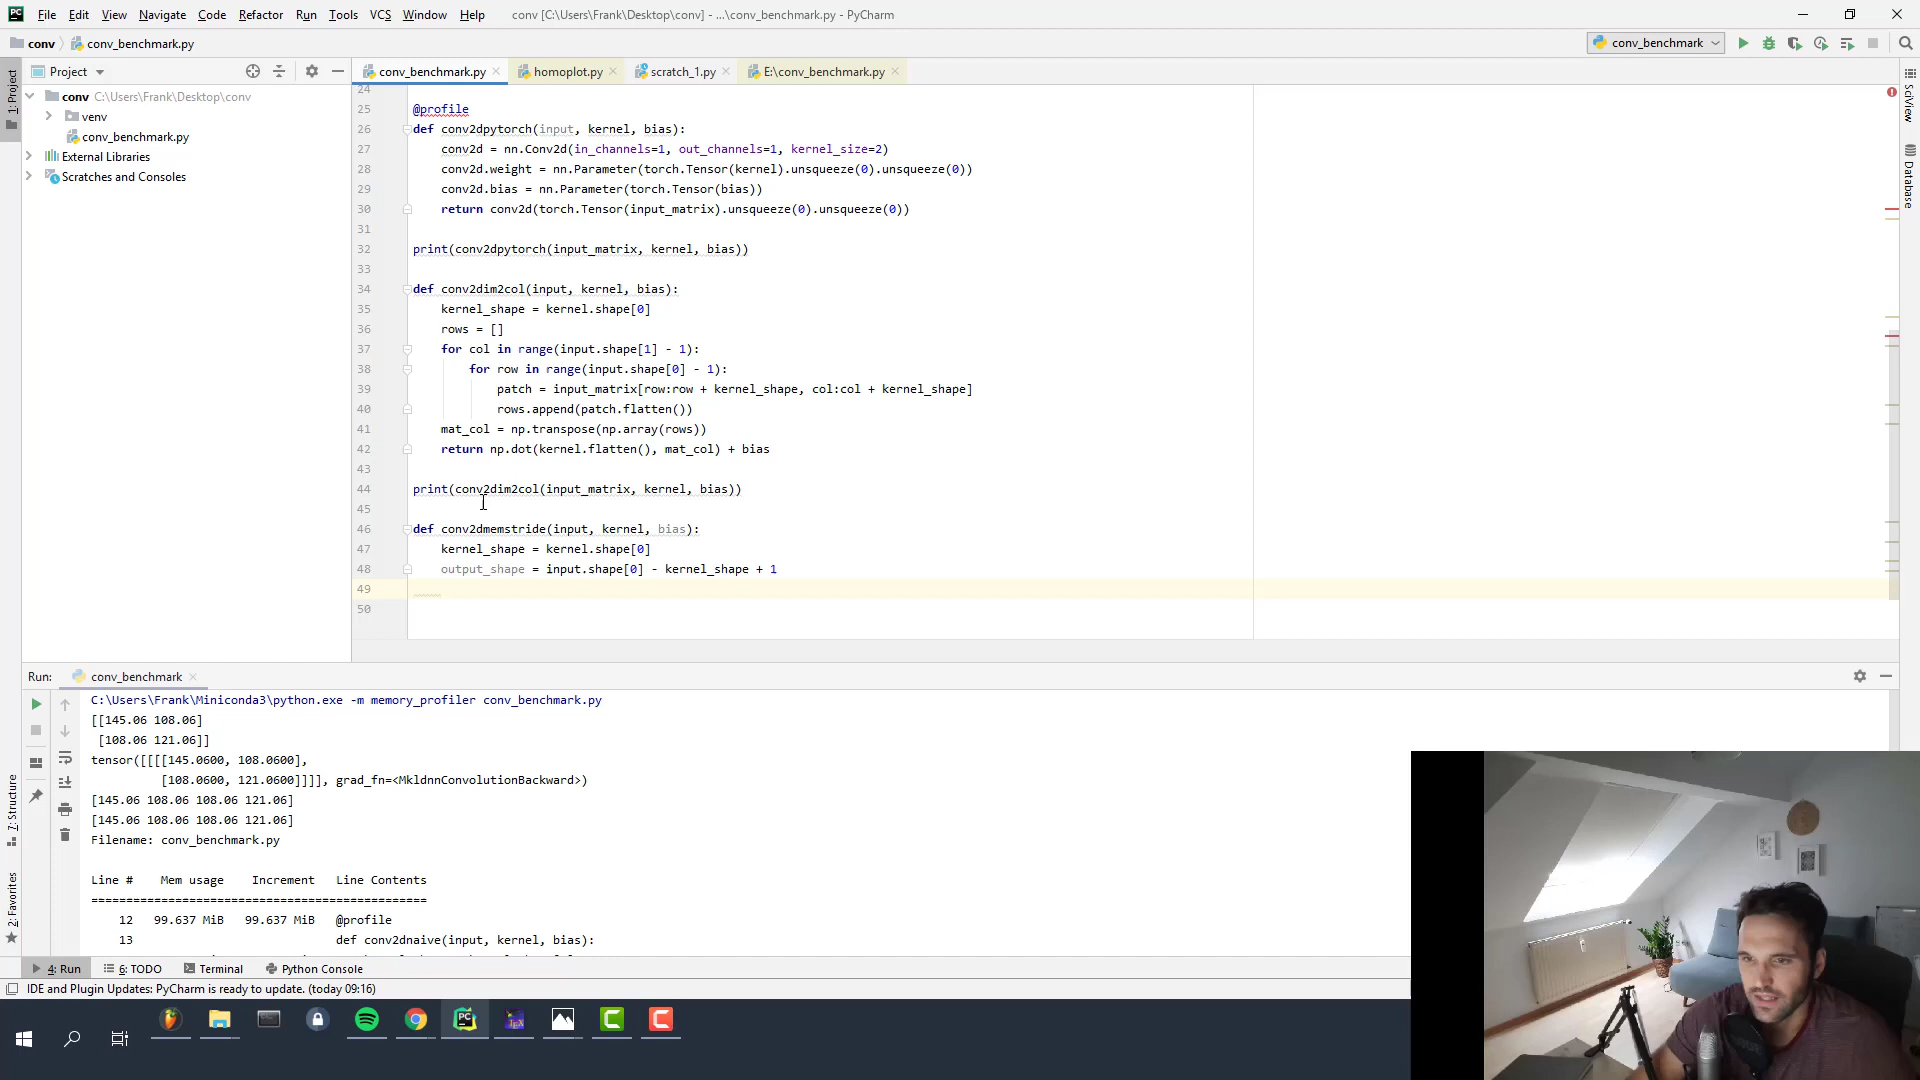 File Edit View Navigate Code Refactor Run Tools VCS Window Help conv [C:\Users\Frank\Desktop\conv] - ...\conv_benchmark.py - PyCharm
conv conv_benchmark.py conv_benchmark
Project conv_benchmark.py homoplot.py scratch_1.py E:\conv_benchmark.py
1: Project
conv C:\Users\Frank\Desktop\conv
venv
conv_benchmark.py
External Libraries
Scratches and Consoles
SciView
Database
24
25 @profile
26 def conv2dpytorch(input, kernel, bias):
27 conv2d = nn.Conv2d(in_channels=1, out_channels=1, kernel_size=2)
28 conv2d.weight = nn.Parameter(torch.Tensor(kernel).unsqueeze(0).unsqueeze(0))
29 conv2d.bias = nn.Parameter(torch.Tensor(bias))
30 return conv2d(torch.Tensor(input_matrix).unsqueeze(0).unsqueeze(0))
31
32 print(conv2dpytorch(input_matrix, kernel, bias))
33
34 def conv2dim2col(input, kernel, bias):
35 kernel_shape = kernel.shape[0]
36 rows = []
37 for col in range(input.shape[1] - 1):
38 for row in range(input.shape[0] - 1):
39 patch = input_matrix[row:row + kernel_shape, col:col + kernel_shape]
40 rows.append(patch.flatten())
41 mat_col = np.transpose(np.array(rows))
42 return np.dot(kernel.flatten(), mat_col) + bias
43
44 print(conv2dim2col(input_matrix, kernel, bias))
45
46 def conv2dmemstride(input, kernel, bias):
47 kernel_shape = kernel.shape[0]
48 output_shape = input.shape[0] - kernel_shape + 1
49
50
Run: conv_benchmark
C:\Users\Frank\Miniconda3\python.exe -m memory_profiler conv_benchmark.py
[[145.06 108.06]
[108.06 121.06]]
tensor([[[[145.0600, 108.0600],
[108.0600, 121.0600]]]], grad_fn=<MkldnnConvolutionBackward>)
[145.06 108.06 108.06 121.06]
[145.06 108.06 108.06 121.06]
Filename: conv_benchmark.py
Line # Mem usage Increment Line Contents
================================================
12 99.637 MiB 99.637 MiB @profile
13 def conv2dnaive(input, kernel, bias):
7: Structure
2: Favorites
4: Run 6: TODO Terminal Python Console
IDE and Plugin Updates: PyCharm is ready to update. (today 09:16)